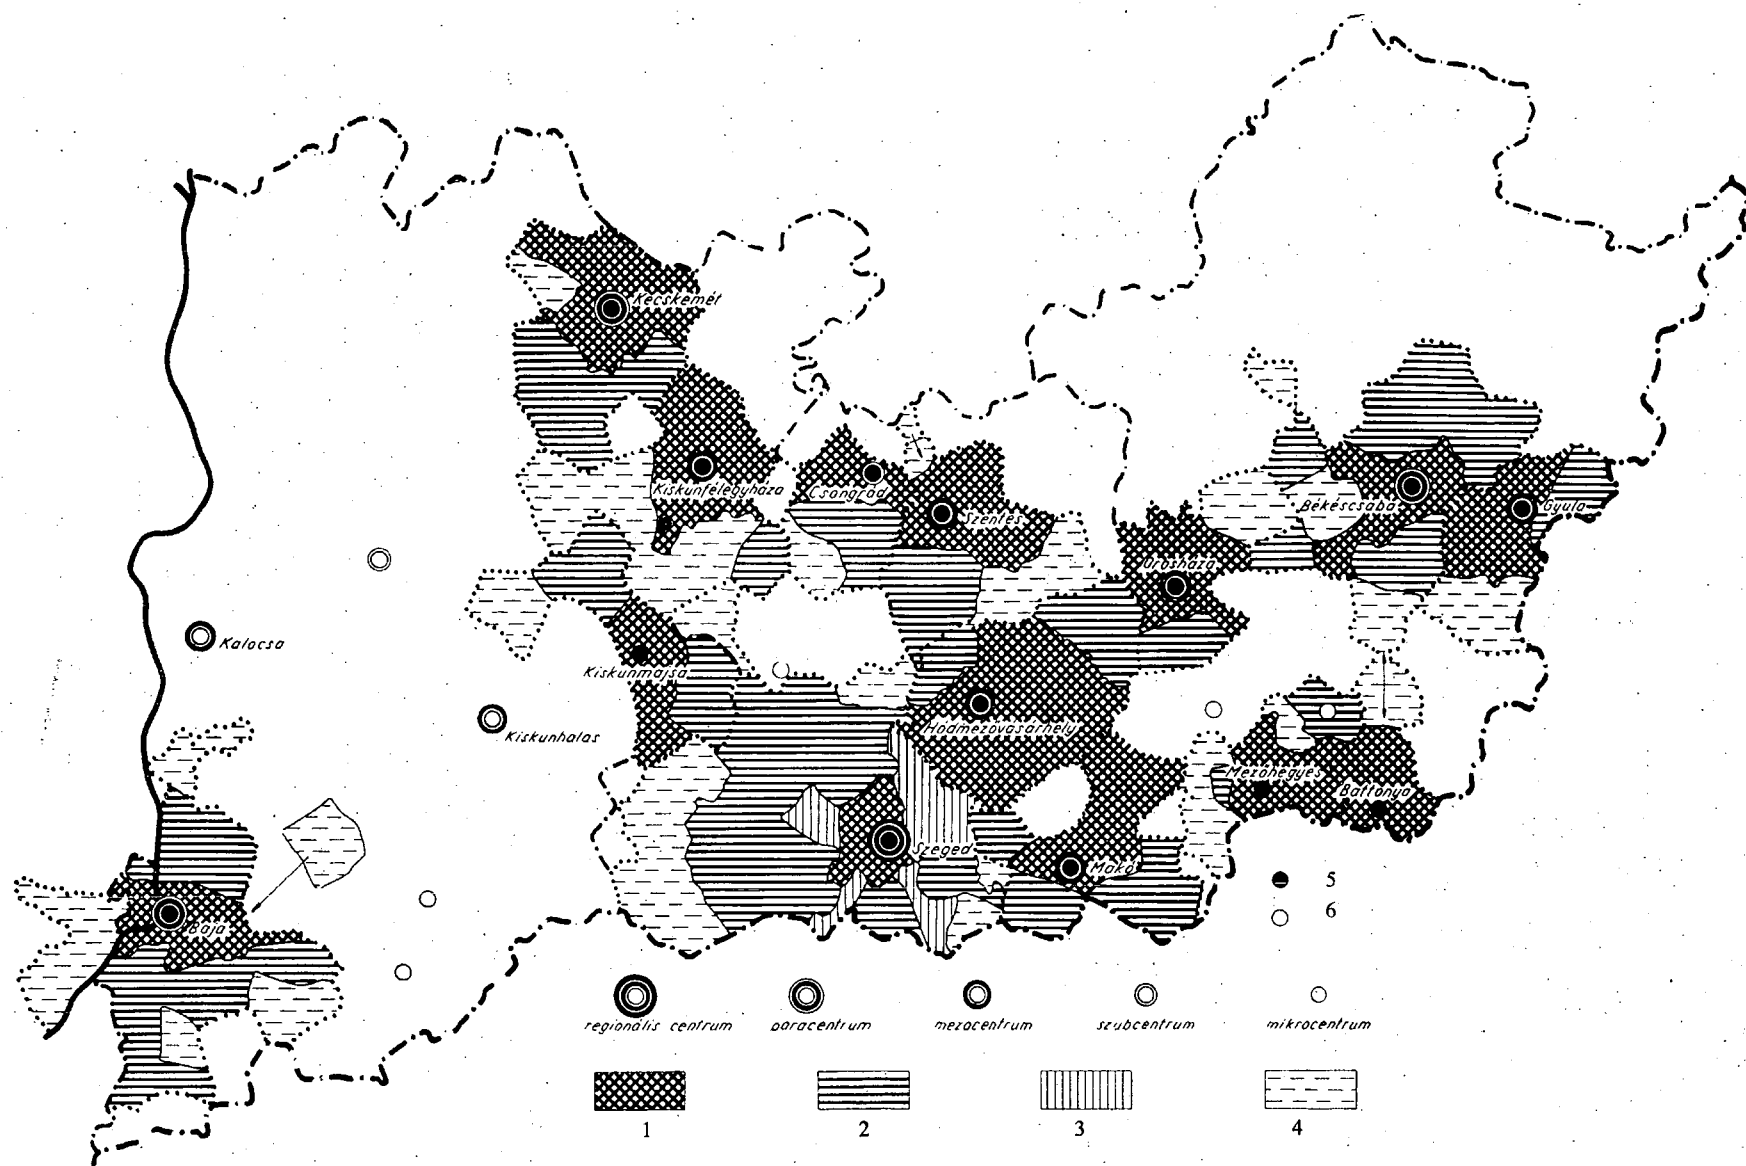 Kecskemét
Kiskunfélegyháza
Csongrád
Szentes
Békéscsaba
Gyula
Orosháza
Kalocsa
Kiskunmajsa
Kiskunhalas
Hódmezővásárhely
Mezőhegyes
Battonya
Szeged
Makó
Baja
5
6
regionális centrum
paracentrum
mezocentrum
szubcentrum
mikrocentrum
1
2
3
4